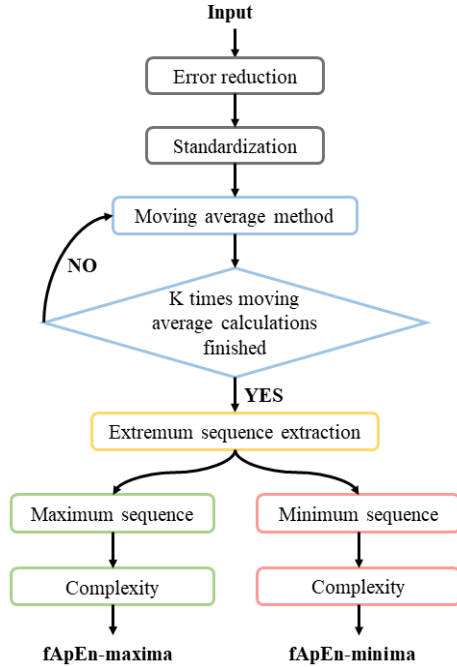 Input
Error reduction
Standardization
Moving average method
NO
K times moving
average calculations
finished
YES
Extremum sequence extraction
Maximum sequence
Minimum sequence
Complexity
Complexity
fApEn-maxima
fApEn-minima